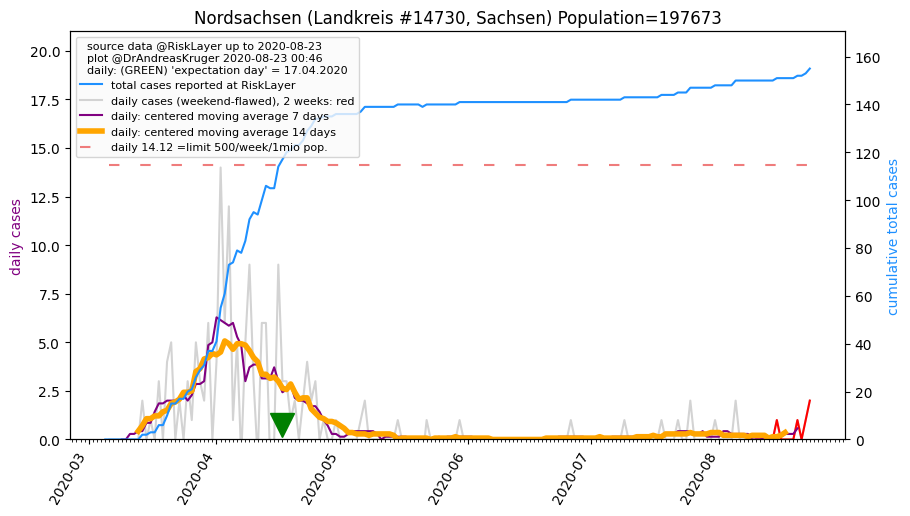 Nordsachsen (Landkreis #14730, Sachsen) Population=197673
source data @RiskLayer up to 2020-08-23
plot @DrAndreasKruger 2020-08-23 00:46
daily: (GREEN) 'expectation day' = 17.04.2020
total cases reported at RiskLayer
daily cases (weekend-flawed), 2 weeks: red
daily: centered moving average 7 days
daily: centered moving average 14 days
daily 14.12 =limit 500/week/1mio pop.
daily cases
20.0
17.5
15.0
12.5
10.0
7.5
5.0
2.5
0.0
160
140
120
100
80
60
40
20
0
cumulative total cases
2020-03
2020-04
2020-05
2020-06
2020-07
2020-08